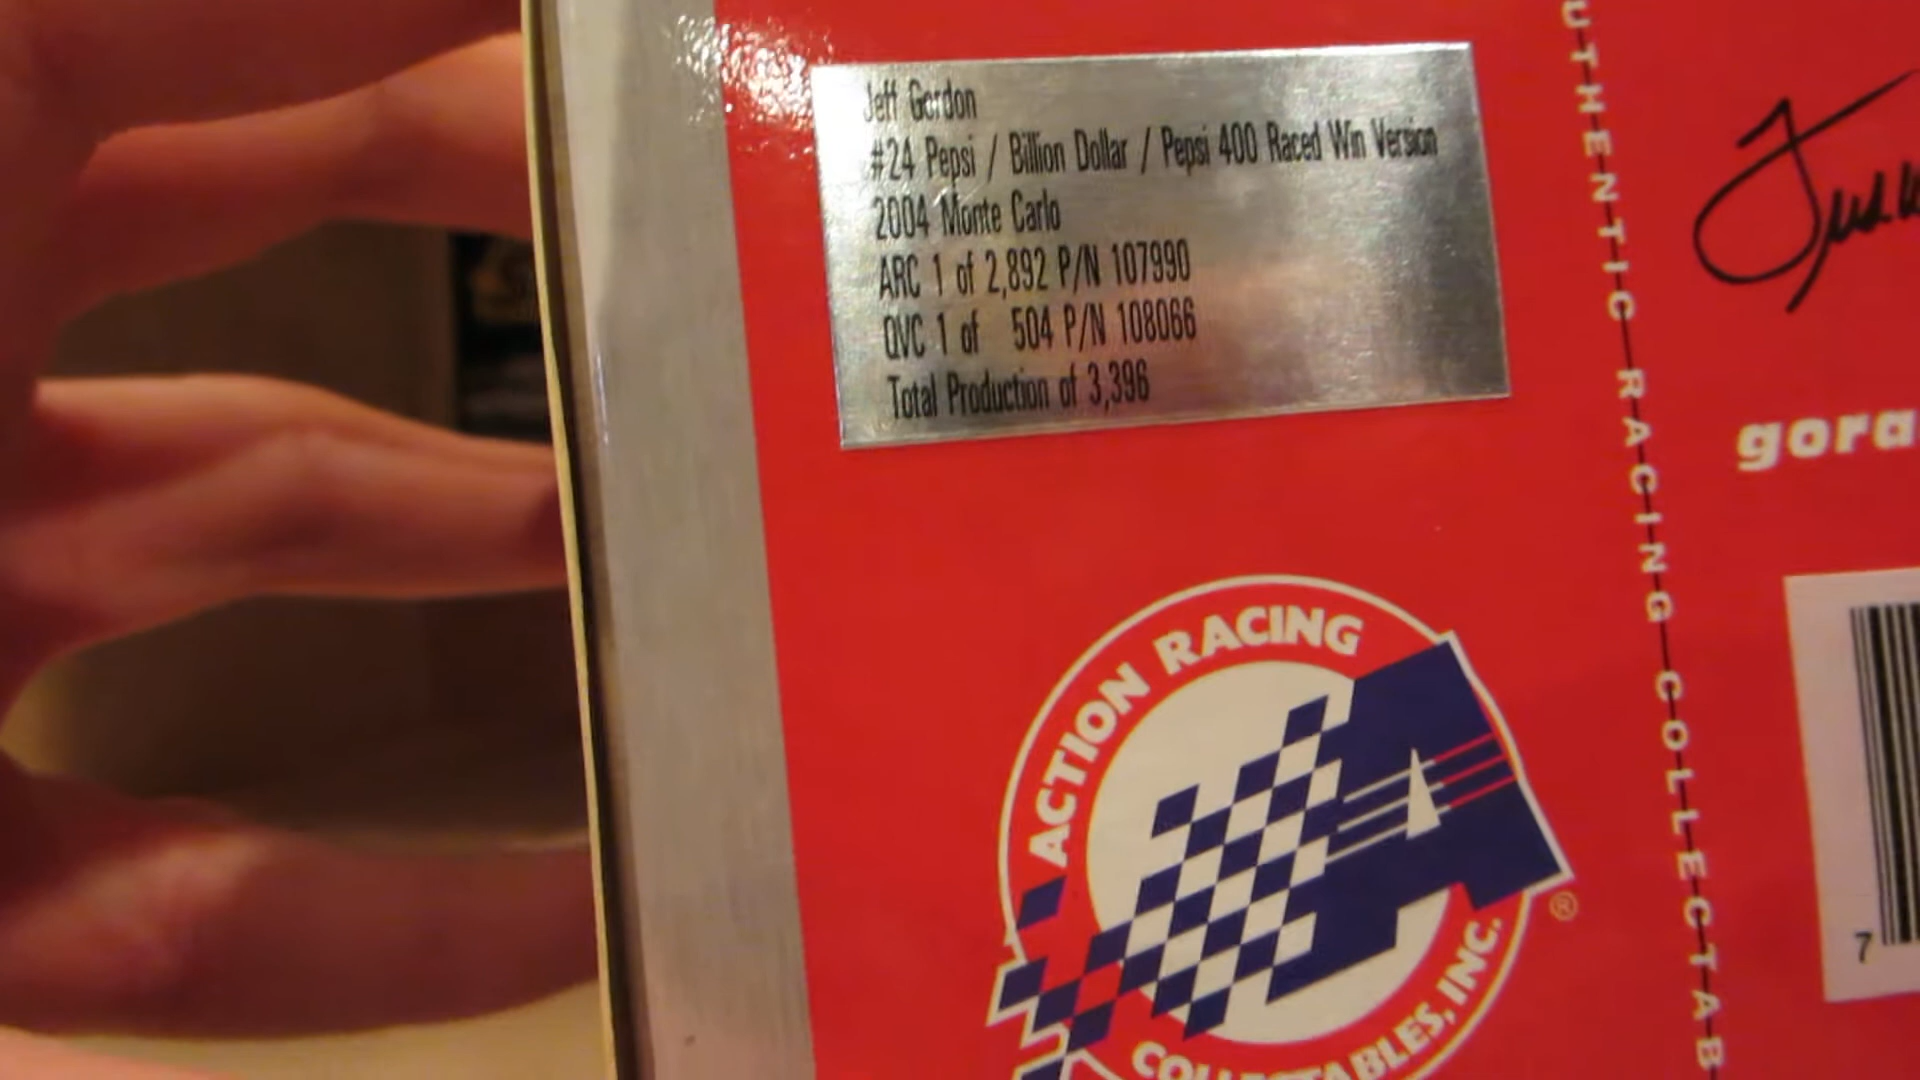 Jeff Gordon
#24 Pepsi / Billion Dollar / Pepsi 400 Raced Win Version
2004 Monte Carlo
ARC 1 of 2,892 P/N 107990
QVC 1 of 504 P/N 108066
Total Production of 3,396
ACTION RACING
COLLECTABLES, INC.
®
UTHENTIC RACING COLLECTAB
7